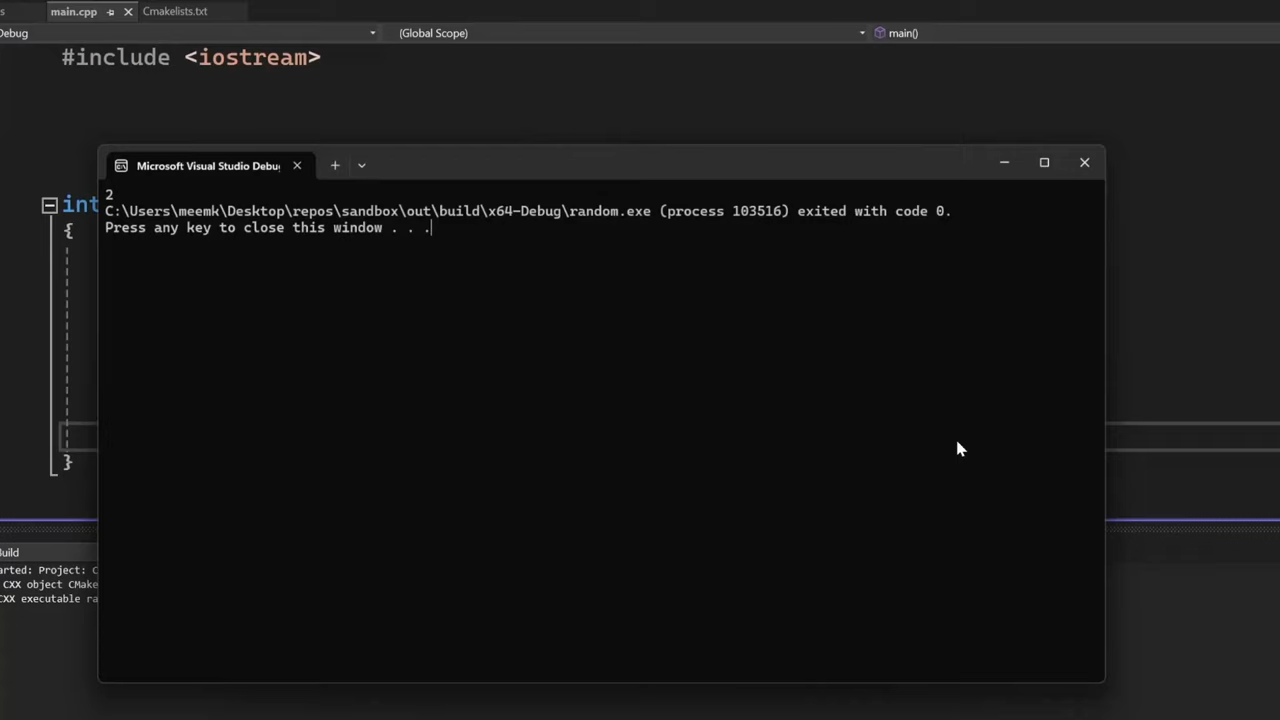 s
main.cpp
Cmakelists.txt
Debug
(Global Scope)
main()
#include <iostream>
Microsoft Visual Studio Debu
2
C:\Users\meemk\Desktop\repos\sandbox\out\build\x64-Debug\random.exe (process 103516) exited with code 0.
Press any key to close this window . . .
int
{
}
Build
arted: Project: C
CXX object CMake
CXX executable ra